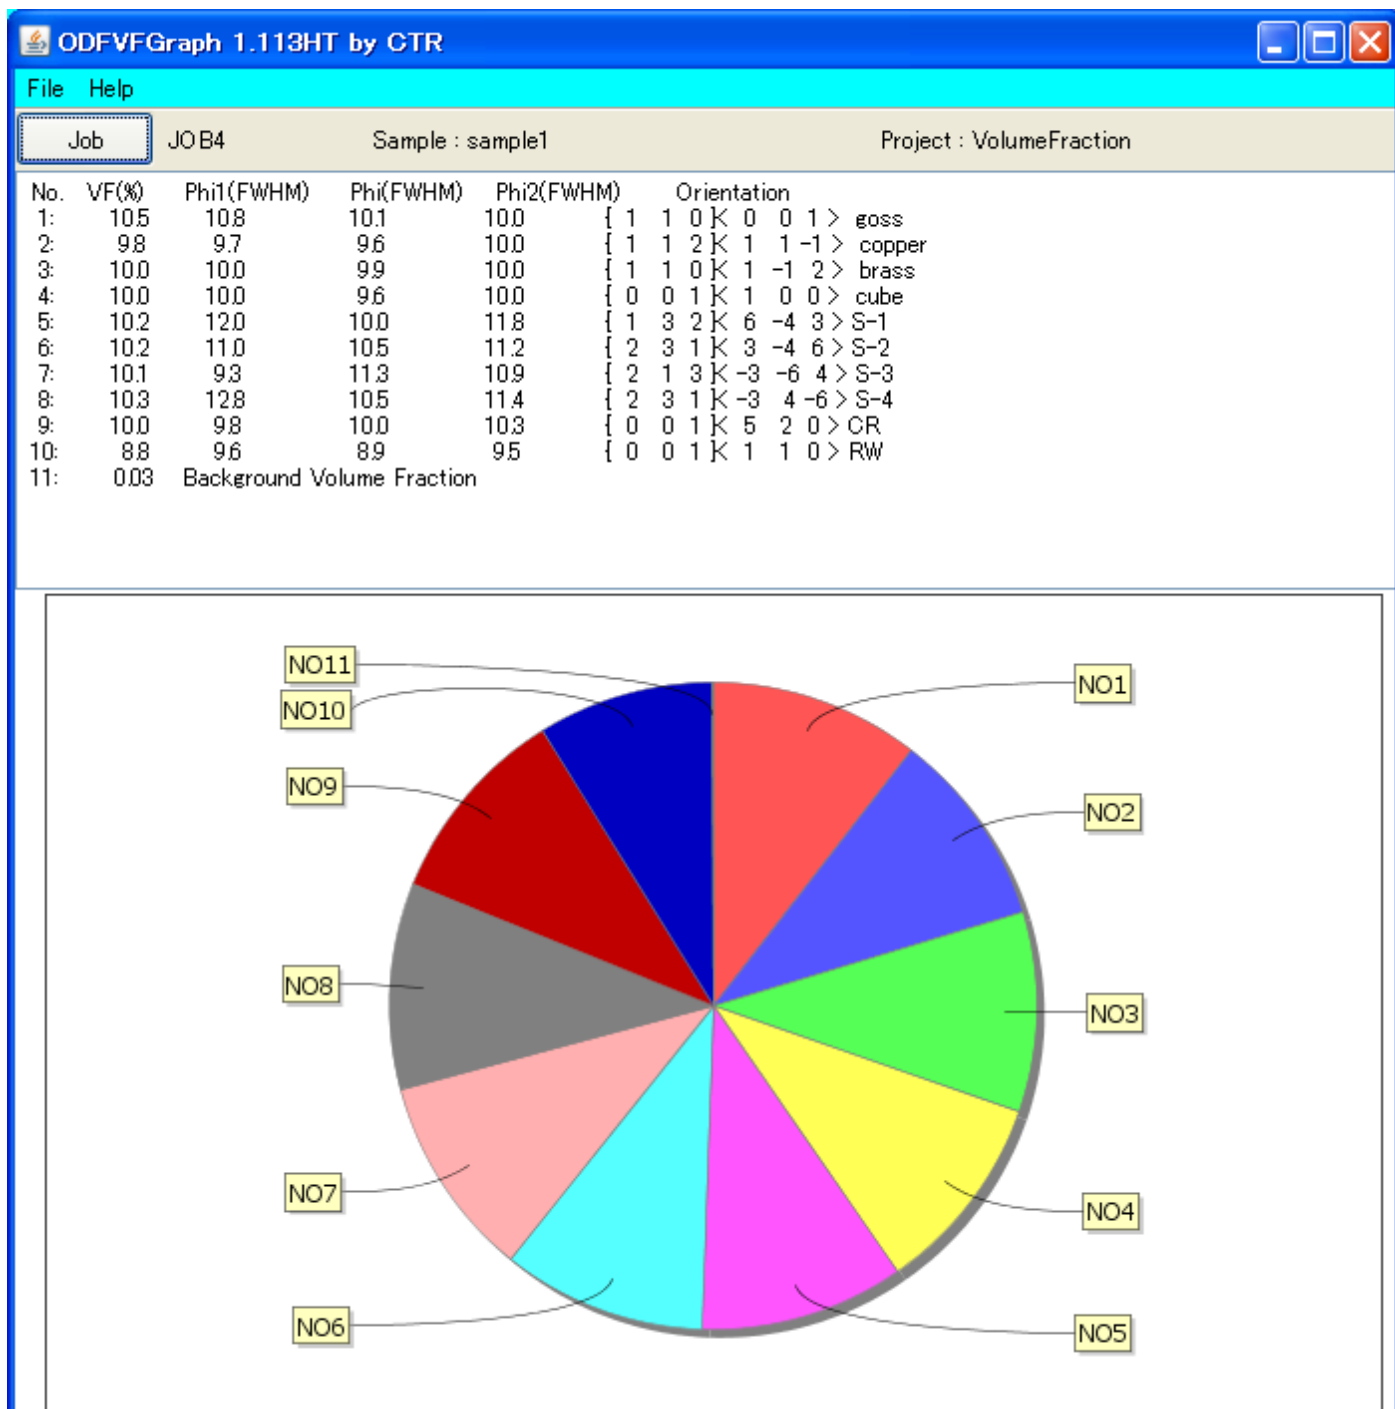 ODFVFGraph 1.113HT by CTR
File Help
Job JOB4 Sample : sample1 Project : VolumeFraction
No. VF(%) Phi1(FWHM) Phi(FWHM) Phi2(FWHM) Orientation
1: 10.5 10.8 10.1 10.0 { 1 1 0 }< 0 0 1 > goss
2: 9.8 9.7 9.6 10.0 { 1 1 2 }< 1 1 -1 > copper
3: 10.0 10.0 9.9 10.0 { 1 1 0 }< 1 -1 2 > brass
4: 10.0 10.0 9.6 10.0 { 0 0 1 }< 1 0 0 > cube
5: 10.2 12.0 10.0 11.8 { 1 3 2 }< 6 -4 3 > S-1
6: 10.2 11.0 10.5 11.2 { 2 3 1 }< 3 -4 6 > S-2
7: 10.1 9.3 11.3 10.9 { 2 1 3 }< -3 -6 4 > S-3
8: 10.3 12.8 10.5 11.4 { 2 3 1 }< -3 4 -6 > S-4
9: 10.0 9.8 10.0 10.3 { 0 0 1 }< 5 2 0 > CR
10: 8.8 9.6 8.9 9.5 { 0 0 1 }< 1 1 0 > RW
11: 0.03 Background Volume Fraction
NO11
NO1
NO10
NO9
NO2
NO8
NO3
NO7
NO4
NO6
NO5